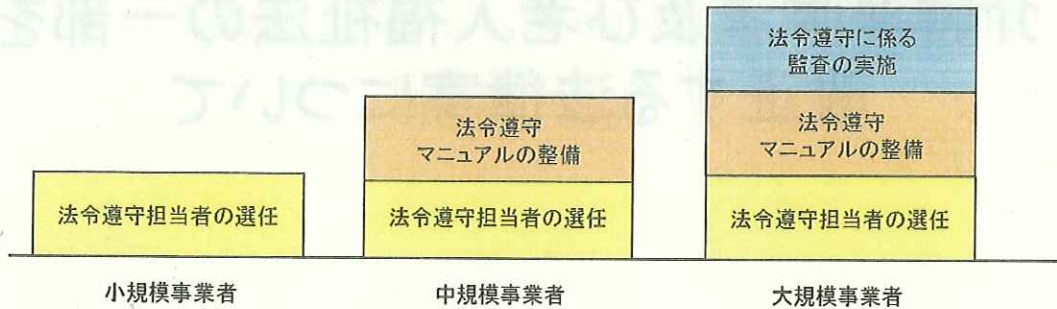 法令遵守に係る
監査の実施
法令遵守
マニュアルの整備
法令遵守
マニュアルの整備
法令遵守担当者の選任
法令遵守担当者の選任
法令遵守担当者の選任
小規模事業者
中規模事業者
大規模事業者